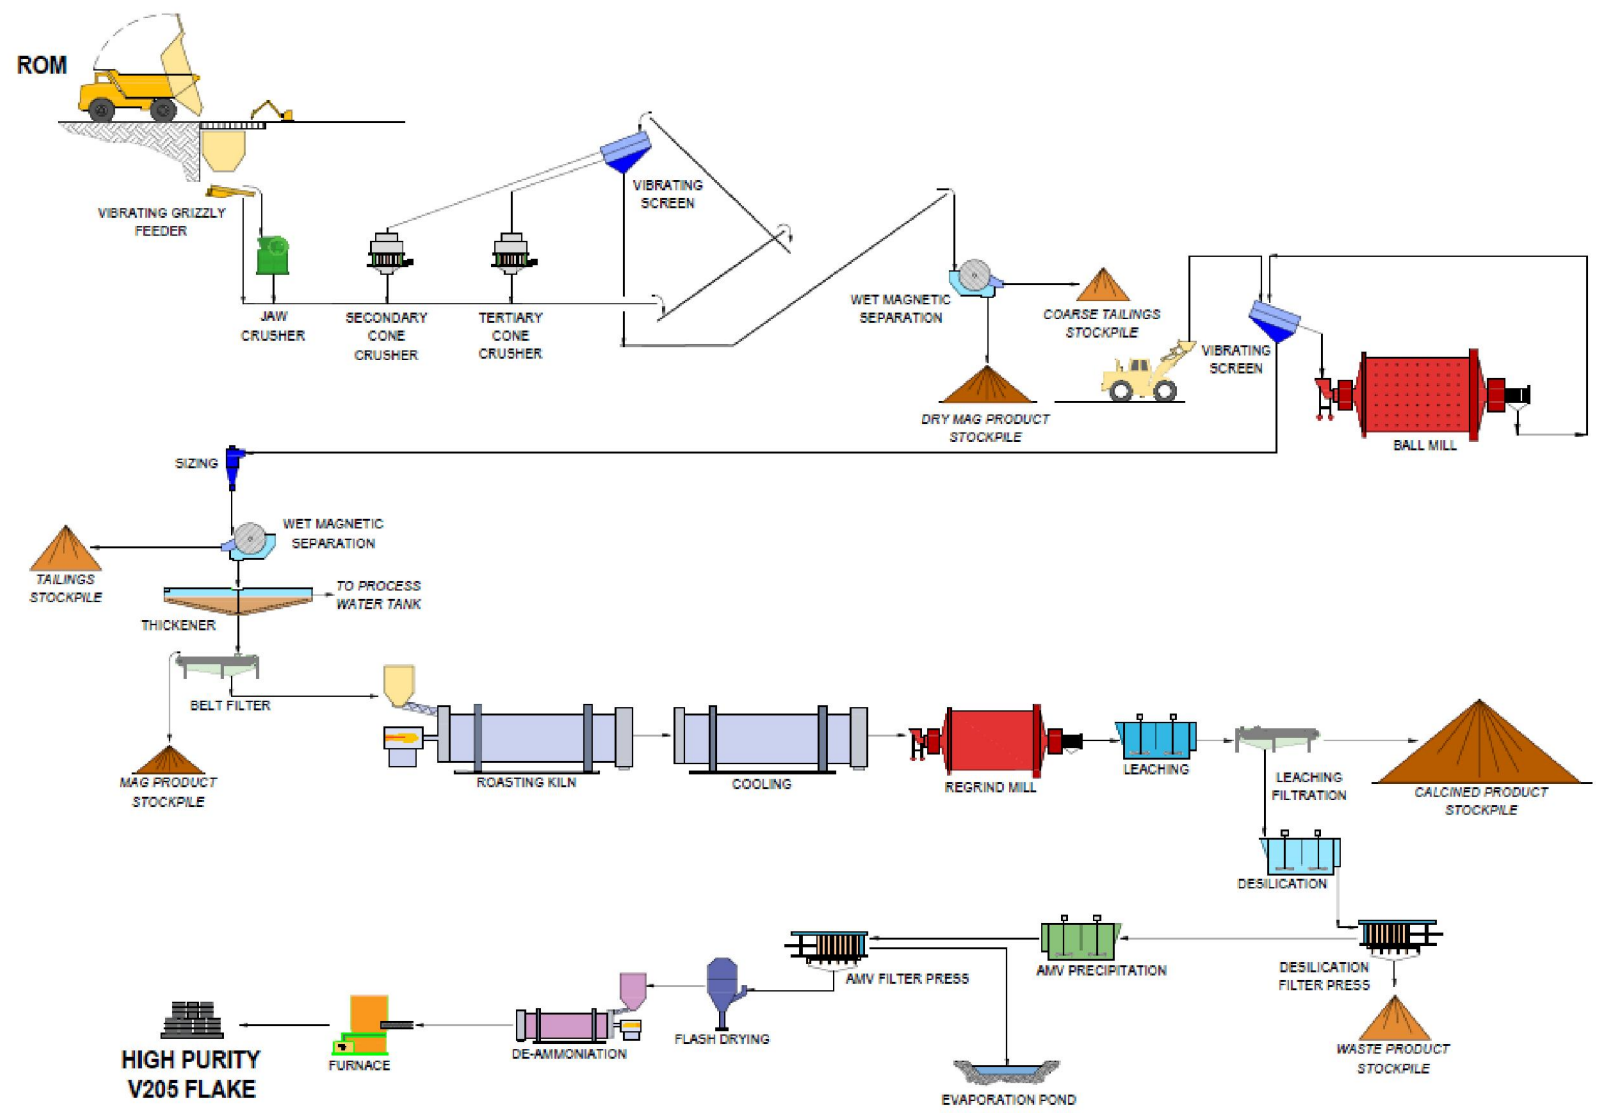 ROM
VIBRATING GRIZZLY
FEEDER
JAW
CRUSHER
SECONDARY
CONE
CRUSHER
TERTIARY
CONE
CRUSHER
VIBRATING
SCREEN
WET MAGNETIC
SEPARATION
COARSE TAILINGS
STOCKPILE
DRY MAG PRODUCT
STOCKPILE
VIBRATING
SCREEN
BALL MILL
SIZING
WET MAGNETIC
SEPARATION
TAILINGS
STOCKPILE
TO PROCESS
WATER TANK
THICKENER
BELT FILTER
MAG PRODUCT
STOCKPILE
ROASTING KILN
COOLING
REGRIND MILL
LEACHING
LEACHING
FILTRATION
CALCINED PRODUCT
STOCKPILE
DESILICATION
DESILICATION
FILTER PRESS
WASTE PRODUCT
STOCKPILE
AMV PRECIPITATION
AMV FILTER PRESS
EVAPORATION POND
FLASH DRYING
DE-AMMONIATION
FURNACE
HIGH PURITY
V205 FLAKE